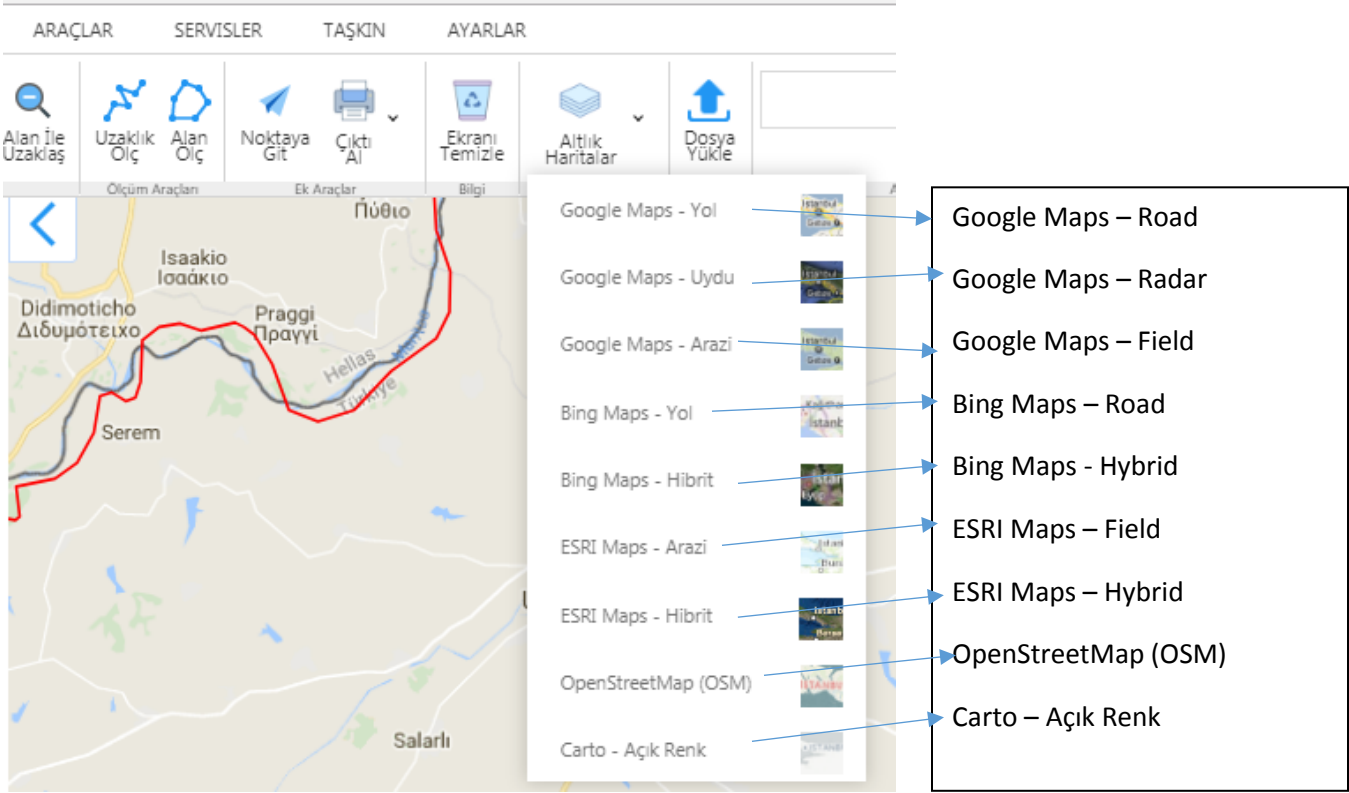 ARAÇLAR SERVISLER TAŞKIN AYARLAR
Alan İle
Uzaklaş
Uzaklık
Ölç
Alan
Ölç
Noktaya
Git
Çıktı
Al
Ekranı
Temizle
Altlık
Haritalar
Dosya
Yükle
Ölçüm Araçları
Ek Araçlar
Bilgi
Google Maps - Yol
Google Maps - Uydu
Google Maps - Arazi
Bing Maps - Yol
Bing Maps - Hibrit
ESRI Maps - Arazi
ESRI Maps - Hibrit
OpenStreetMap (OSM)
Carto - Açık Renk
Google Maps – Road
Google Maps – Radar
Google Maps – Field
Bing Maps – Road
Bing Maps - Hybrid
ESRI Maps – Field
ESRI Maps – Hybrid
OpenStreetMap (OSM)
Carto – Açık Renk
Πύθιο
Isaakio
Ισαάκιο
Didimoticho
Διδυμότειχο
Praggi
Πραγγί
Hellas
Türkiye
Serem
Salarlı